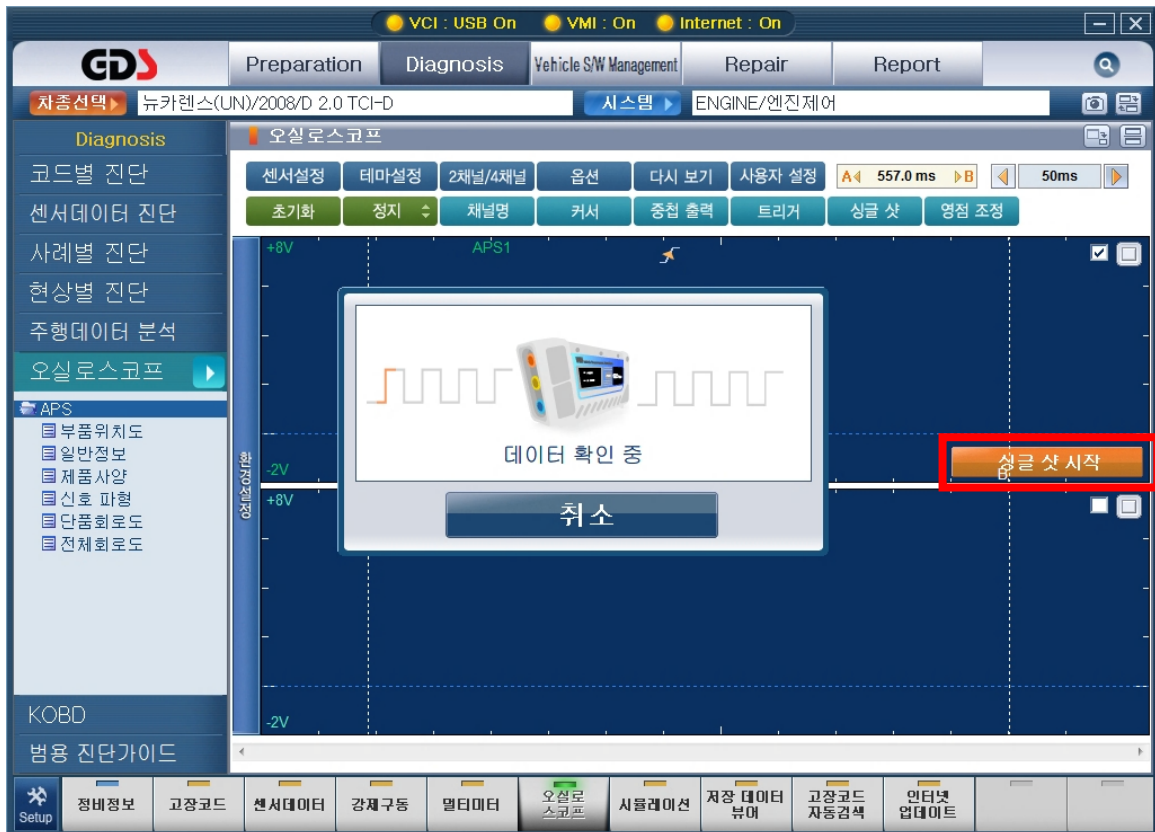 VCI : USB On VMI : On Internet : On
GDS Preparation Diagnosis Vehicle S/W Management Repair Report
차종선택 뉴카렌스(UN)/2008/D 2.0 TCI-D 시스템 ENGINE/엔진제어
Diagnosis
코드별 진단
센서데이터 진단
사례별 진단
현상별 진단
주행데이터 분석
오실로스코프
APS
부품위치도
일반정보
제품사양
신호 파형
단품회로도
전체회로도
KOBD
범용 진단가이드
오실로스코프
센서설정 테마설정 2채널/4채널 옵션 다시 보기 사용자 설정 A 557.0 ms B 50ms
초기화 정지 채널명 커서 중첩 출력 트리거 싱글 샷 영점 조정
환경설정
+8V APS1
-2V
데이터 확인 중
취소
싱글 샷 시작
B
+8V
-2V
Setup 정비정보 고장코드 센서데이터 강제구동 멀티미터 오실로스코프 시뮬레이션 저장 데이터 뷰어 고장코드 자동검색 인터넷 업데이트